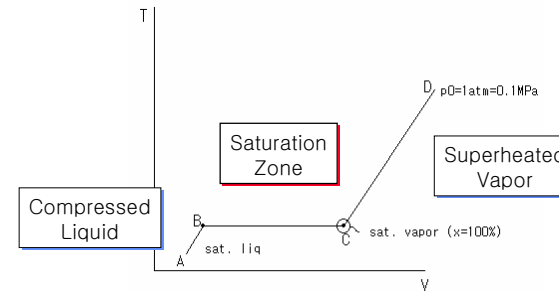 T
D
p0=1atm=0.1MPa
Saturation
Zone
Superheated
Vapor
Compressed
Liquid
B
C
sat. vapor (x=100%)
sat. liq
A
V